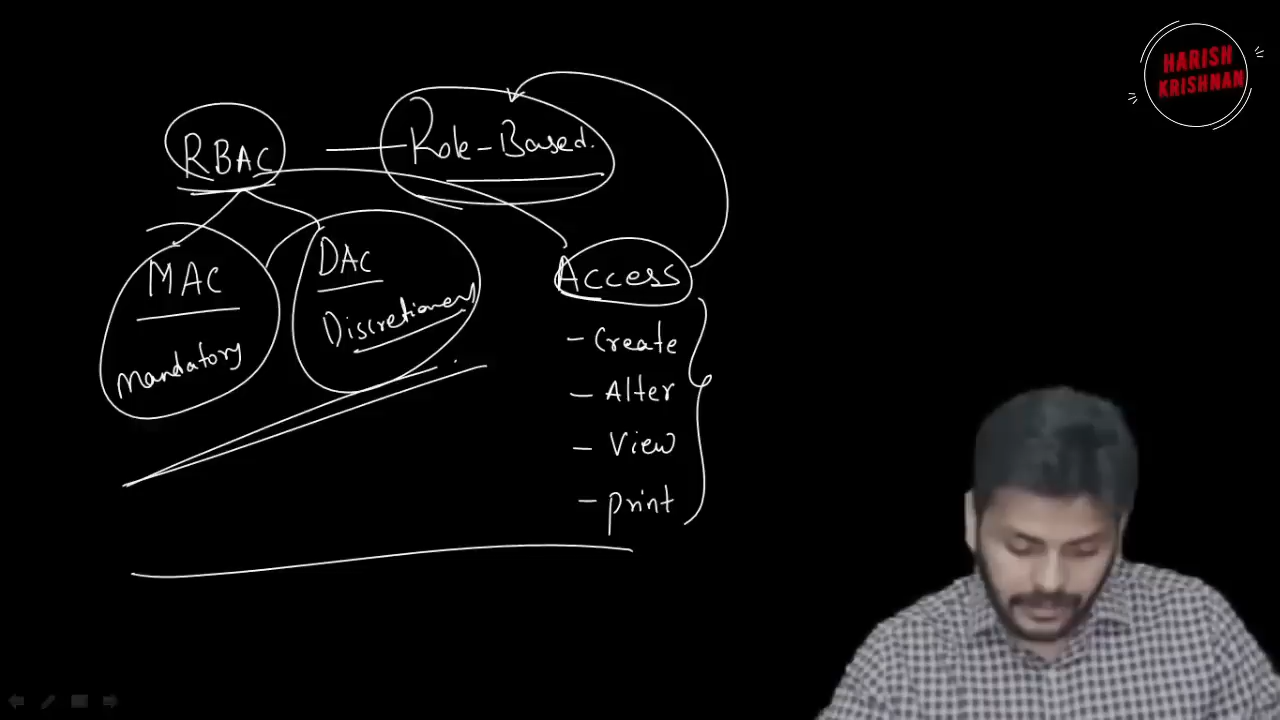 HARISH
KRISHNAN
RBAC — Role-Based.
MAC
Mandatory
DAC
Discretionary
Access
- Create
- Alter
- View
- print